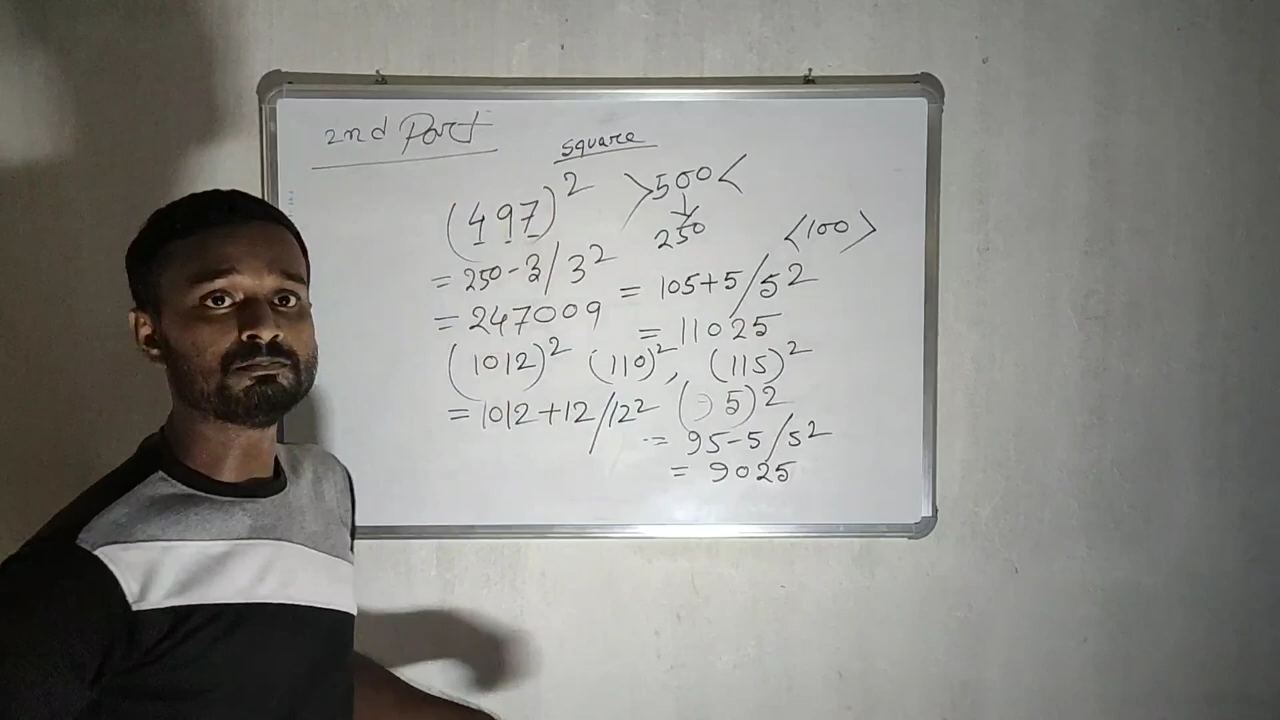 2nd Part
square
(497)² >500<
↓
250
<100>
= 250-3/3² = 105+5/5²
= 247009 = 11025
(1012)² (110)², (115)²
= 1012+12/12² ( 5)²
= 95-5/5²
= 9025